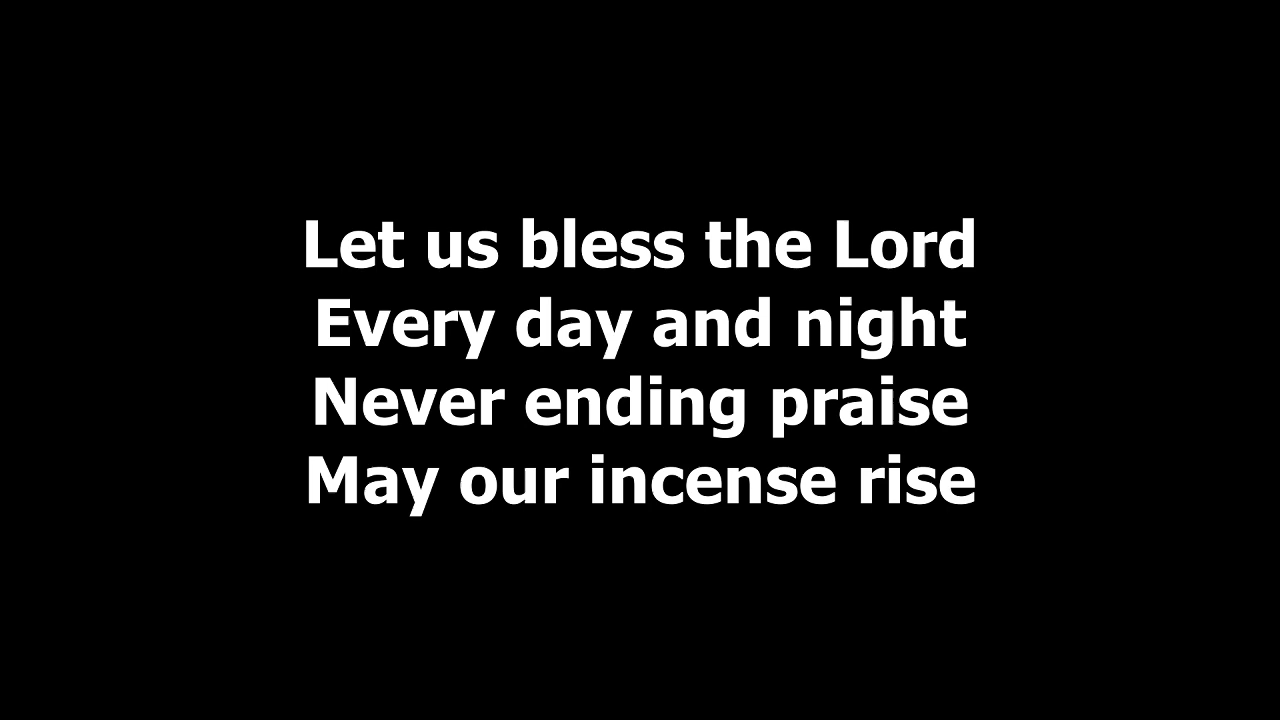 Let us bless the Lord
Every day and night
Never ending praise
May our incense rise